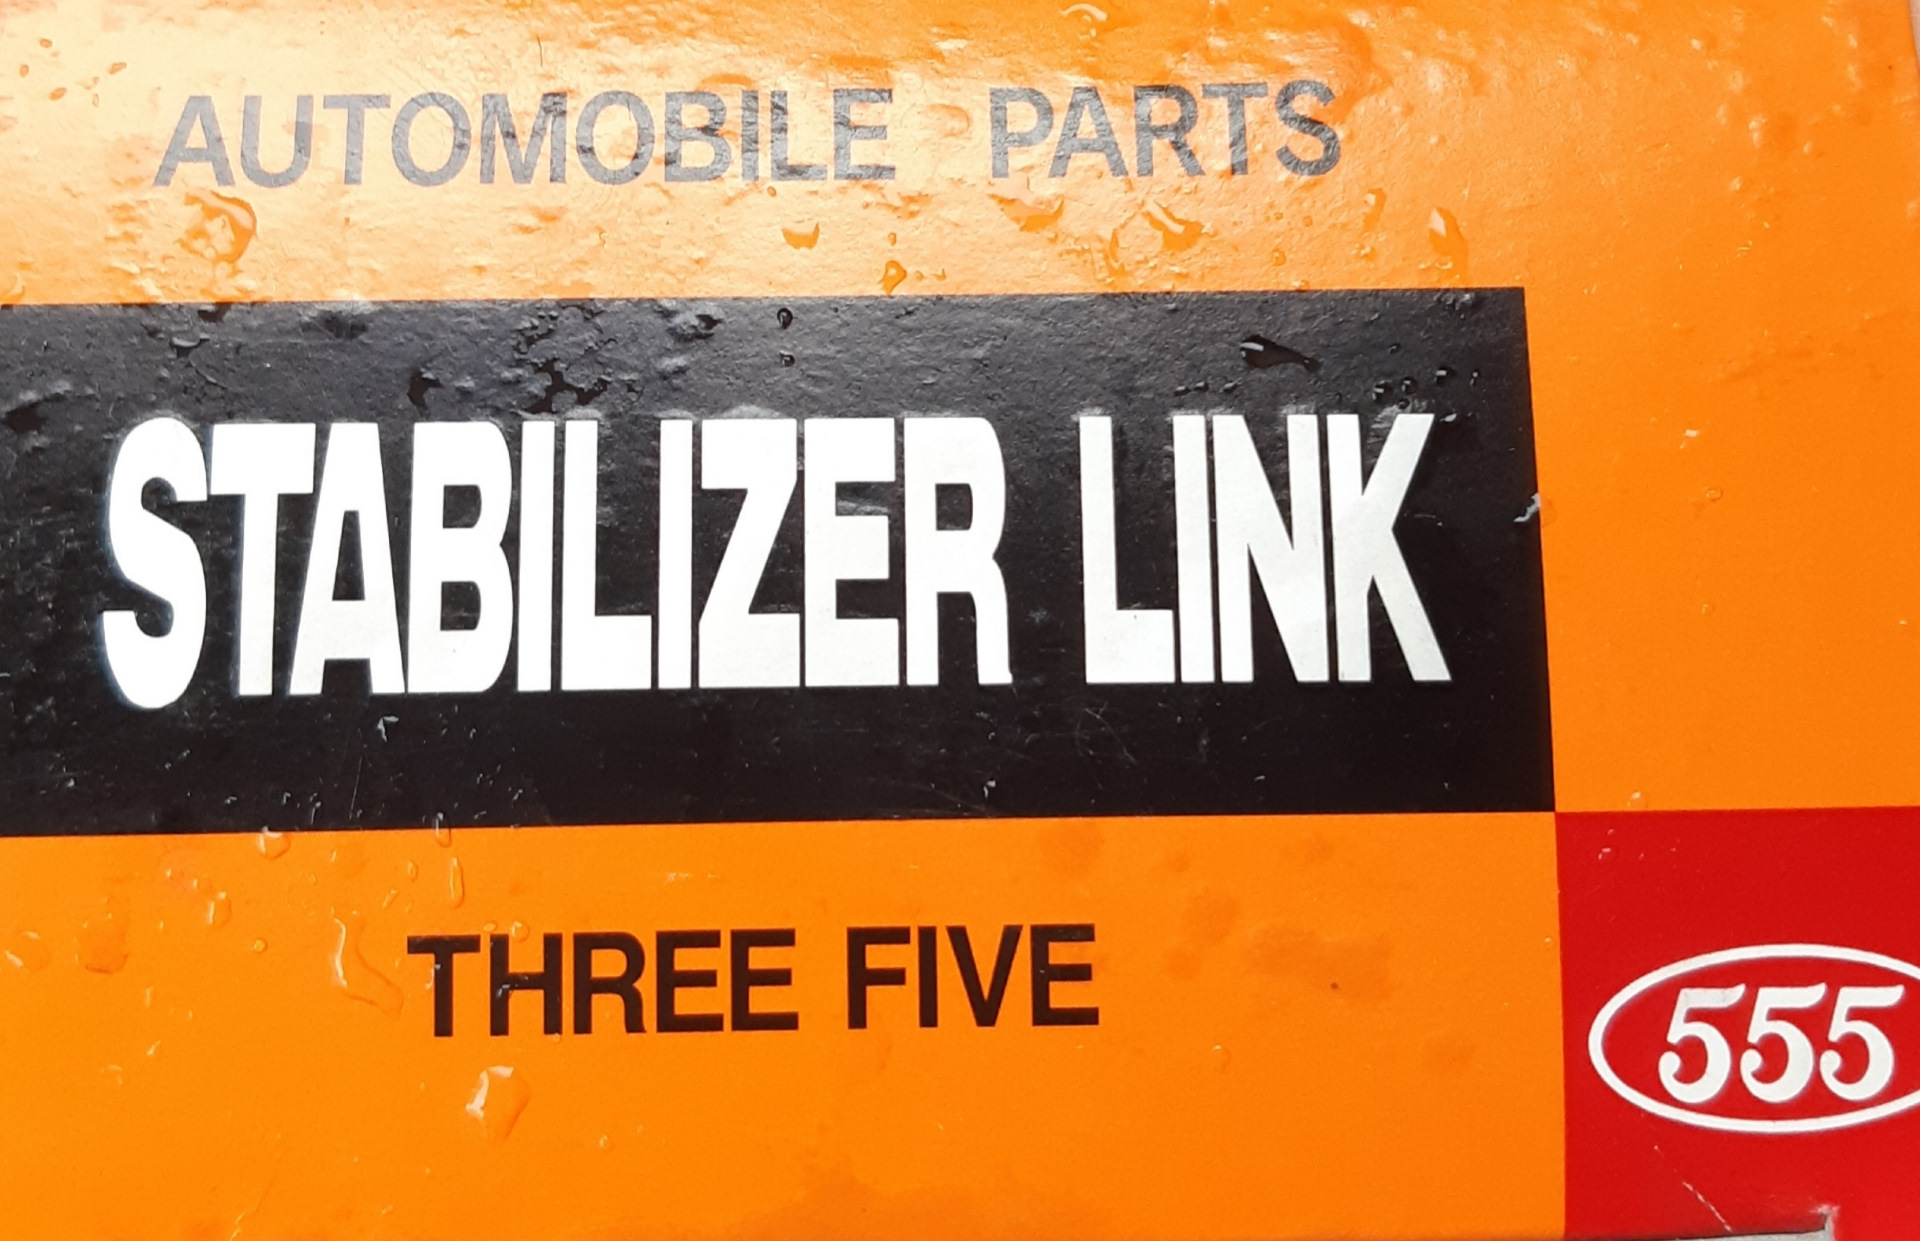 AUTOMOBILE PARTS
STABILIZER LINK
THREE FIVE
555